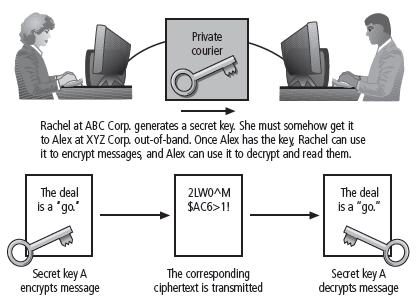 Private
courier
Rachel at ABC Corp. generates a secret key. She must somehow get it
to Alex at XYZ Corp. out-of-band. Once Alex has the key, Rachel can use
it to encrypt messages, and Alex can use it to decrypt and read them.
The deal
is a "go."
2LW0^M
$AC6>1!
The deal
is a "go."
Secret key A
encrypts message
The corresponding
ciphertext is transmitted
Secret key A
decrypts message